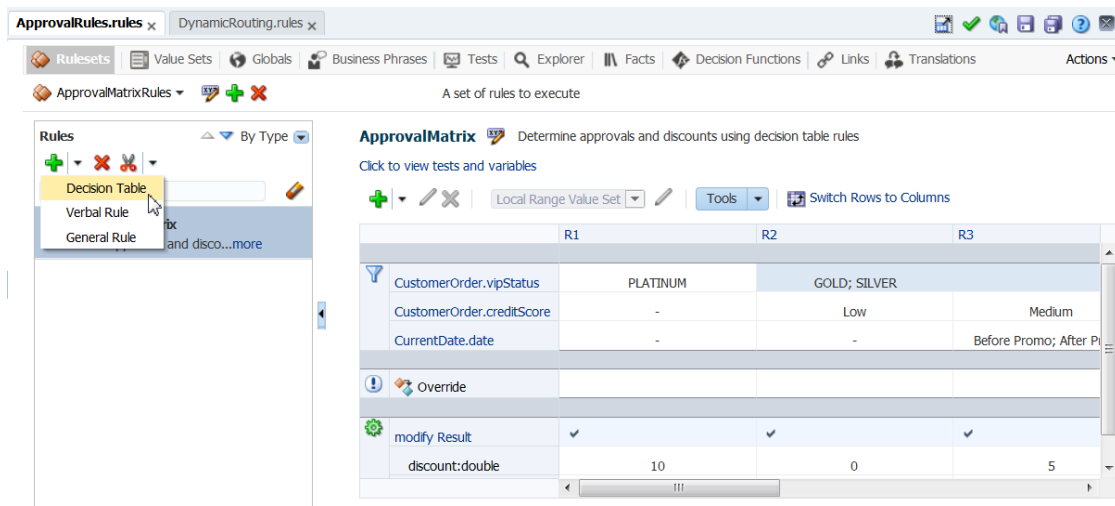 ApprovalRules.rules x DynamicRouting.rules x
Rulesets Value Sets Globals Business Phrases Tests Explorer Facts Decision Functions Links Translations Actions
ApprovalMatrixRules A set of rules to execute
Rules By Type
Decision Table
Verbal Rule
General Rule
and disco...more
ApprovalMatrix Determine approvals and discounts using decision table rules
Click to view tests and variables
Local Range Value Set Tools Switch Rows to Columns
R1 R2 R3
CustomerOrder.vipStatus PLATINUM GOLD; SILVER
CustomerOrder.creditScore - Low Medium
CurrentDate.date - - Before Promo; After
Override
modify Result
discount:double 10 0 5